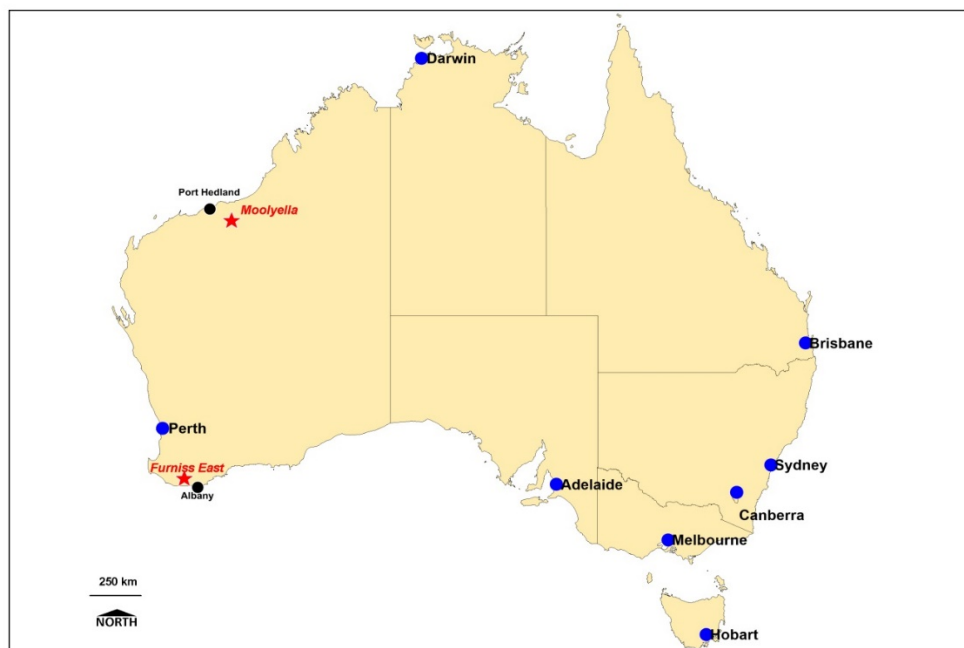 Darwin
Port Hedland
Moolyella
Brisbane
Perth
Furniss East
Albany
Sydney
Adelaide
Canberra
Melbourne
250 km
NORTH
Hobart